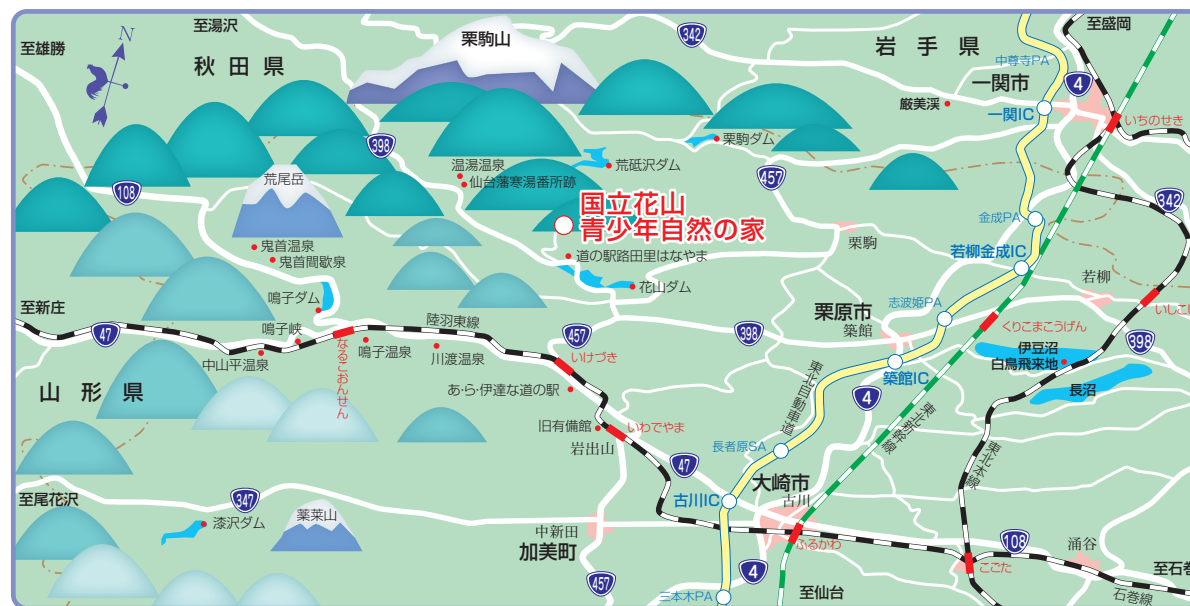 至湯沢
栗駒山
342
岩手県
至盛岡
至雄勝
N
秋田県
中尊寺PA
一関市
4
厳美渓
一関IC
いちのせき
398
栗駒ダム
温湯温泉
荒砥沢ダム
仙台藩寒湯番所跡
457
荒尾岳
108
342
国立花山
青少年自然の家
金成PA
鬼首温泉
鬼首間歇泉
道の駅路田里はなやま
栗駒
若柳金成IC
花山ダム
若柳
鳴子ダム
至新庄
志波姫PA
栗原市
築館
いしこし
47
鳴子峡
陸羽東線
457
398
くりこまこうげん
398
中山平温泉
なるこおんせん
鳴子温泉
川渡温泉
いけづき
伊豆沼
白鳥飛来地
築館IC
山形県
あ・ら・伊達な道の駅
東北自動車道
4
長沼
旧有備館
いわでやま
岩出山
長者原SA
東北新幹線
東北本線
47
大崎市
古川
古川IC
至尾花沢
347
漆沢ダム
薬莱山
中新田
加美町
ふるかわ
108
涌谷
ここた
至石巻
457
4
三本木PA
至仙台
石巻線